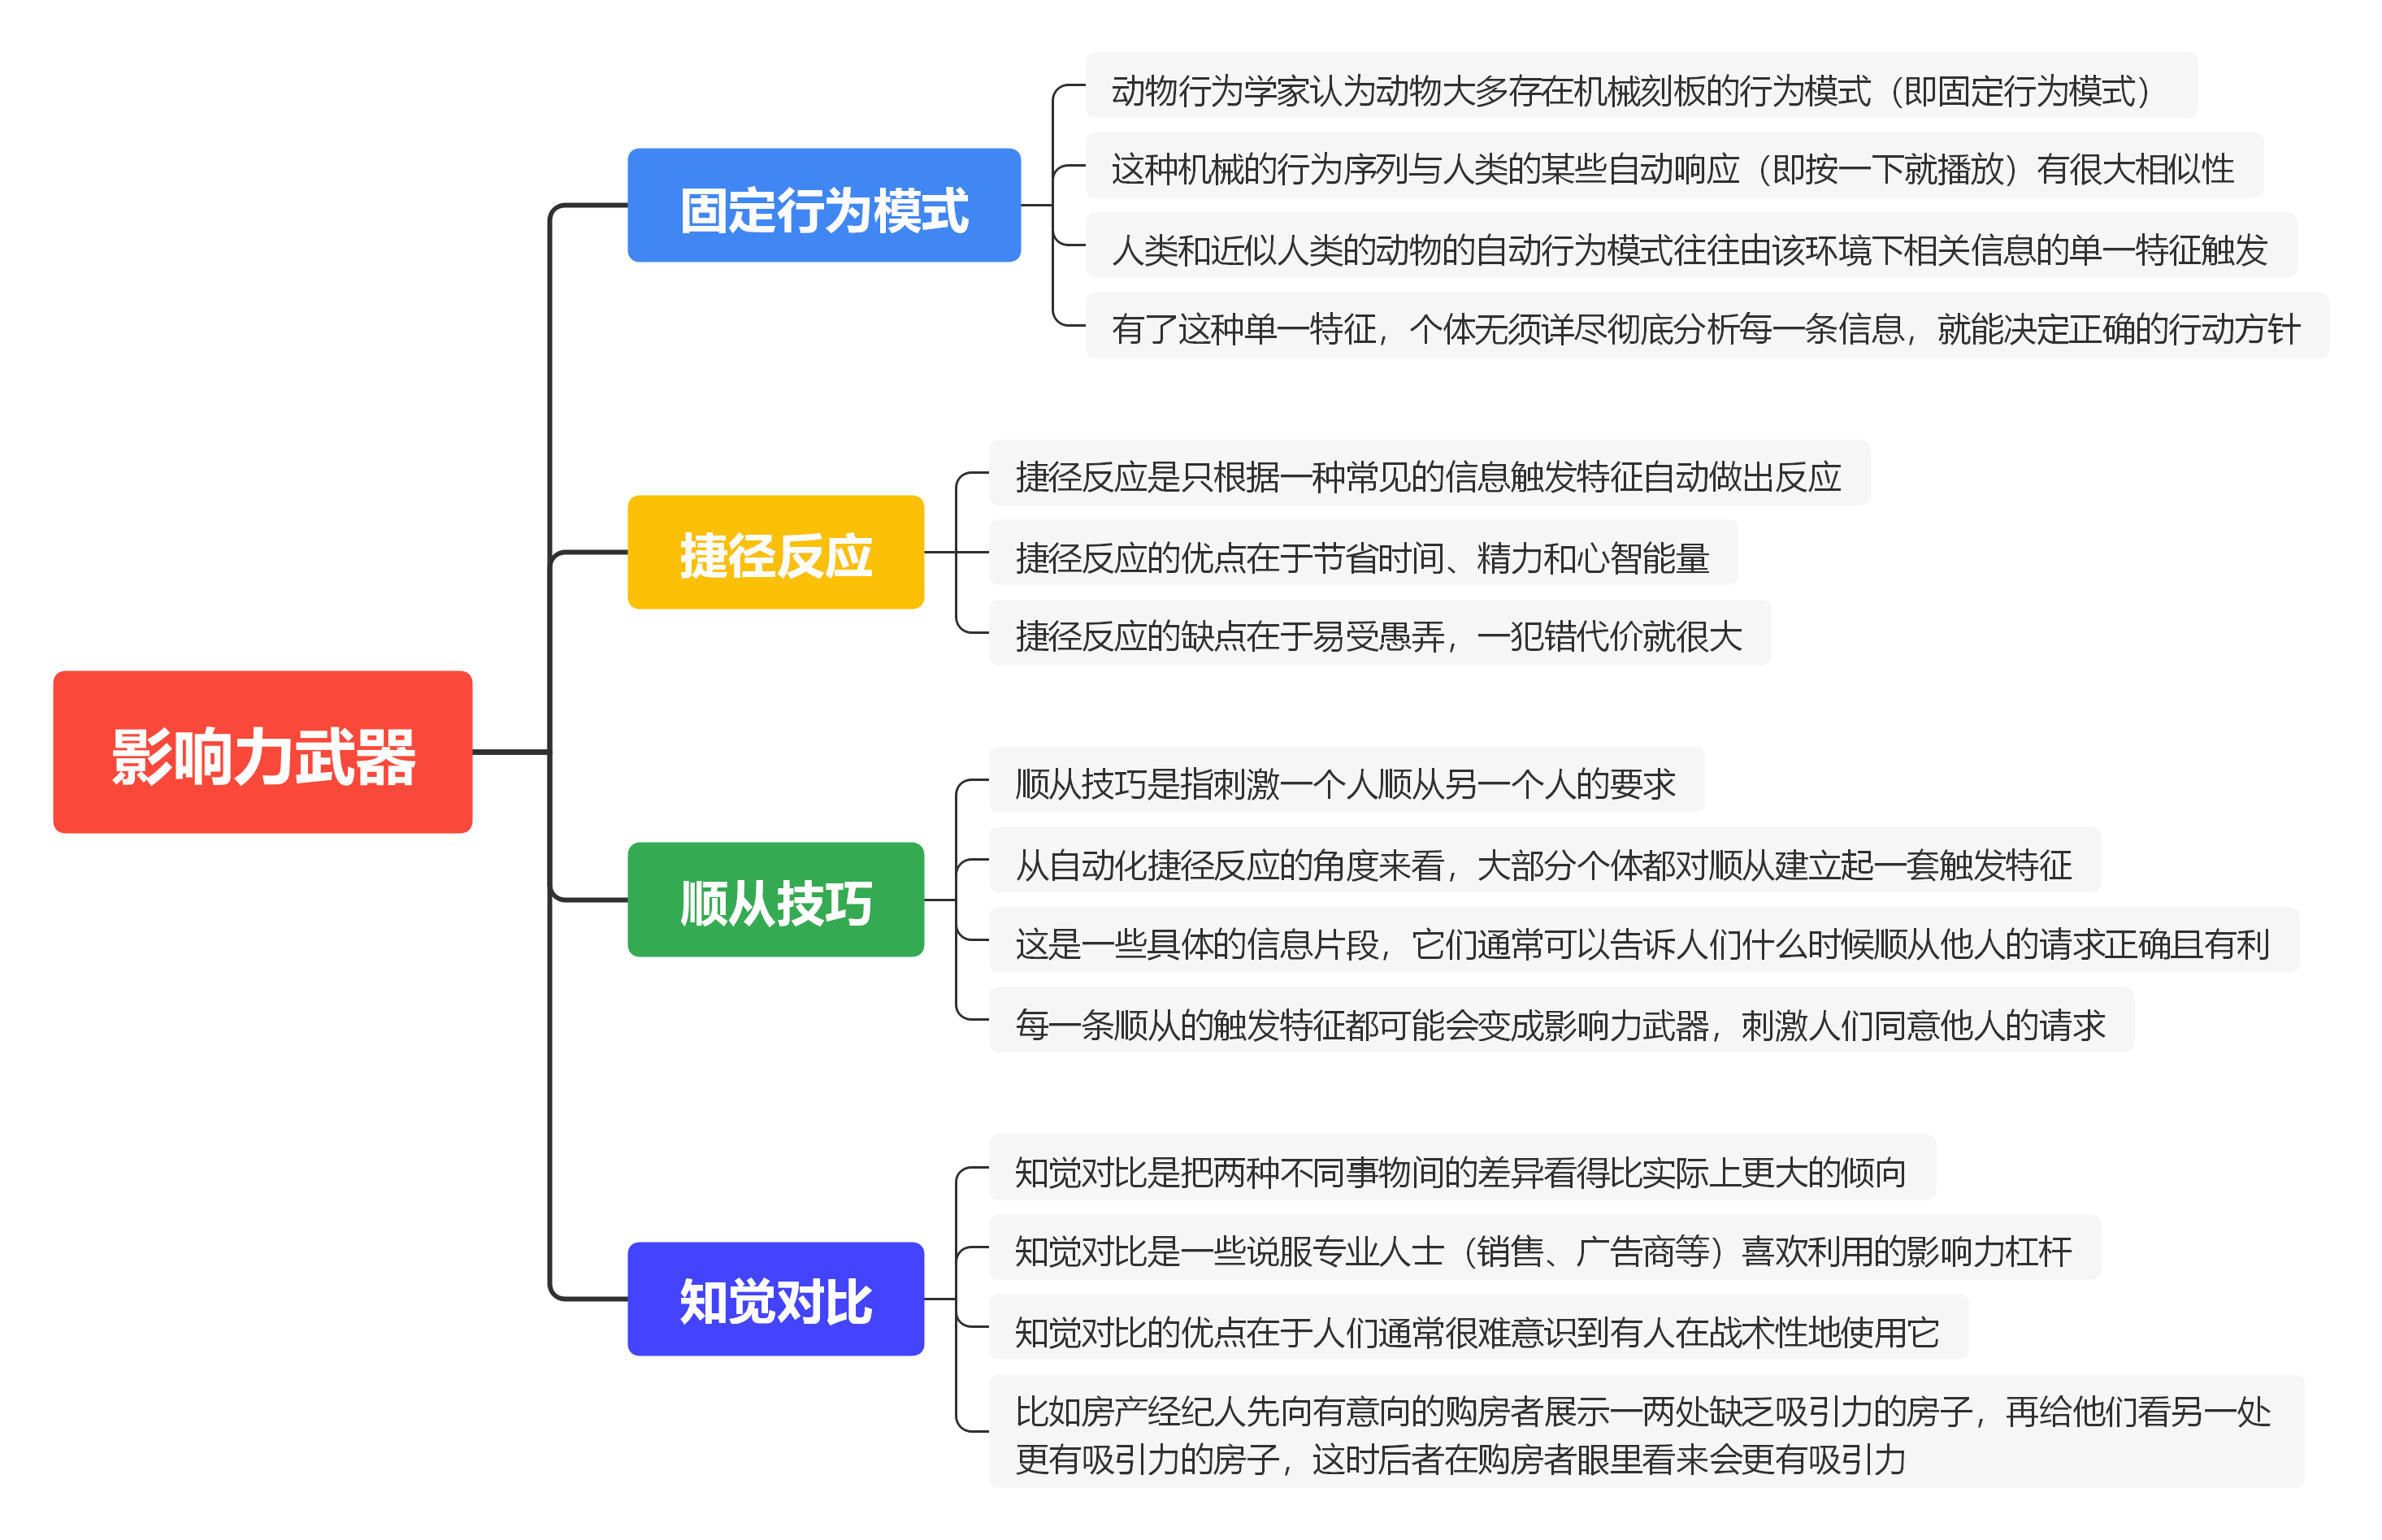 影响力武器
固定行为模式
动物行为学家认为动物大多存在机械刻板的行为模式（即固定行为模式）
这种机械的行为序列与人类的某些自动响应（即按一下就播放）有很大相似性
人类和近似人类的动物的自动行为模式往往由该环境下相关信息的单一特征触发
有了这种单一特征，个体无须详尽彻底分析每一条信息，就能决定正确的行动方针
捷径反应
捷径反应是只根据一种常见的信息触发特征自动做出反应
捷径反应的优点在于节省时间、精力和心智能量
捷径反应的缺点在于易受愚弄，一犯错代价就很大
顺从技巧
顺从技巧是指刺激一个人顺从另一个人的要求
从自动化捷径反应的角度来看，大部分个体都对顺从建立起一套触发特征
这是一些具体的信息片段，它们通常可以告诉人们什么时候顺从他人的请求正确且有利
每一条顺从的触发特征都可能会变成影响力武器，刺激人们同意他人的请求
知觉对比
知觉对比是把两种不同事物间的差异看得比实际上更大的倾向
知觉对比是一些说服专业人士（销售、广告商等）喜欢利用的影响力杠杆
知觉对比的优点在于人们通常很难意识到有人在战术性地使用它
比如房产经纪人先向有意向的购房者展示一两处缺乏吸引力的房子，再给他们看另一处
更有吸引力的房子，这时后者在购房者眼里看来会更有吸引力